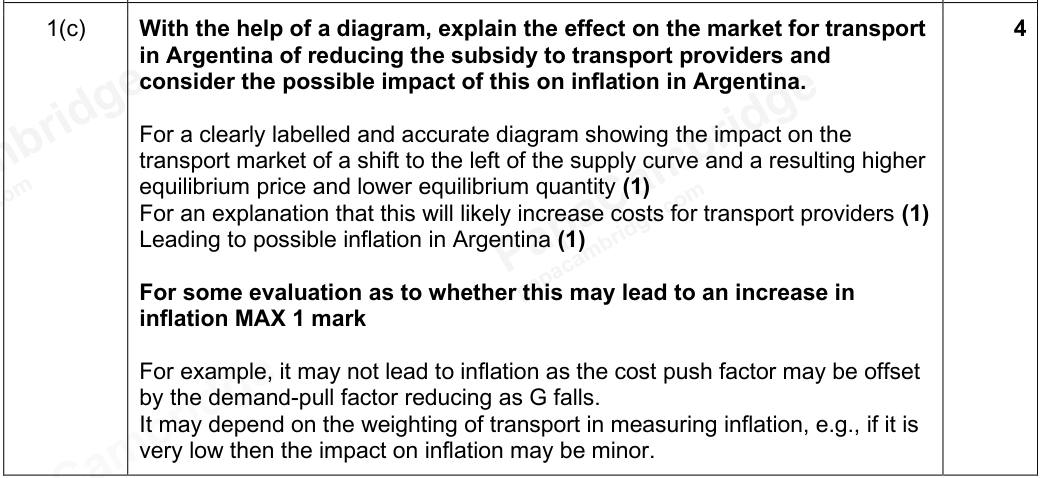 1(c)
With the help of a diagram, explain the effect on the market for transport
in Argentina of reducing the subsidy to transport providers and
consider the possible impact of this on inflation in Argentina.
4
For a clearly labelled and accurate diagram showing the impact on the
transport market of a shift to the left of the supply curve and a resulting higher
equilibrium price and lower equilibrium quantity (1)
For an explanation that this will likely increase costs for transport providers (1)
Leading to possible inflation in Argentina (1)
For some evaluation as to whether this may lead to an increase in
inflation MAX 1 mark
For example, it may not lead to inflation as the cost push factor may be offset
by the demand-pull factor reducing as G falls.
It may depend on the weighting of transport in measuring inflation, e.g., if it is
very low then the impact on inflation may be minor.